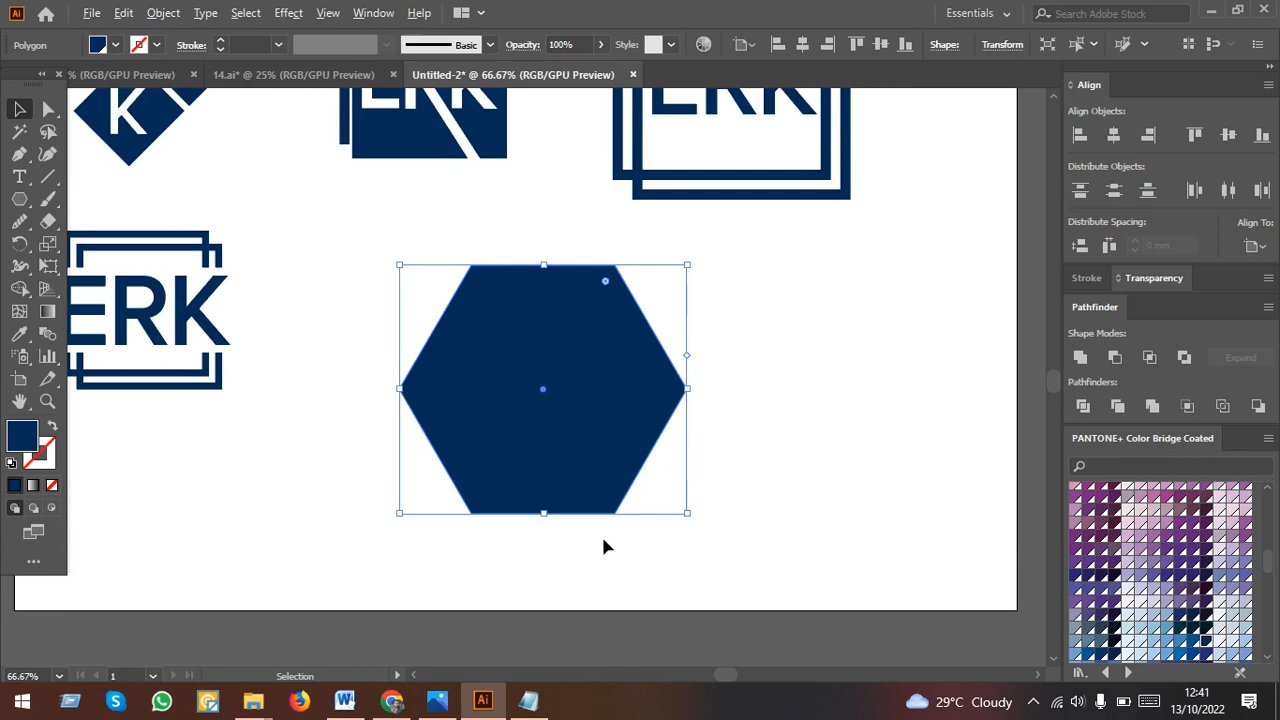 Ai File Edit Object Type Select Effect View Window Help Essentials Search Adobe Stock
Polygon Stroke: Basic Opacity: 100% Style: Shape: Transform
% (RGB/GPU Preview) × 14.ai* @ 25% (RGB/GPU Preview) × Untitled-2* @ 66.67% (RGB/GPU Preview) ×
Align
Align Objects:
Distribute Objects:
Distribute Spacing: Align To:
0 mm
Stroke Transparency
Pathfinder
Shape Modes:
Expand
Pathfinders:
PANTONE+ Color Bridge Coated
K
ERK
ERK
ERK
66.67% 1 Selection
Ai 29°C Cloudy 12:41
13/10/2022